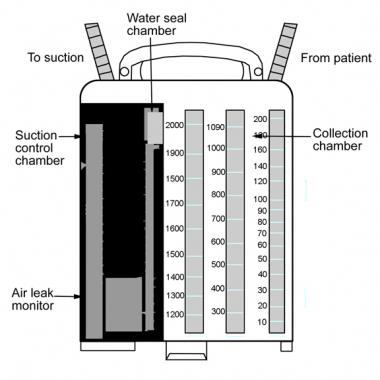 Water seal
chamber
To suction
From patient
Suction
control
chamber
Collection
chamber
Air leak
monitor
2000
1900
1500
1700
1600
1500
1400
1300
1200
1090
1000
900
800
700
600
500
400
300
200
160
140
120
100
90
80
70
60
50
40
30
20
10